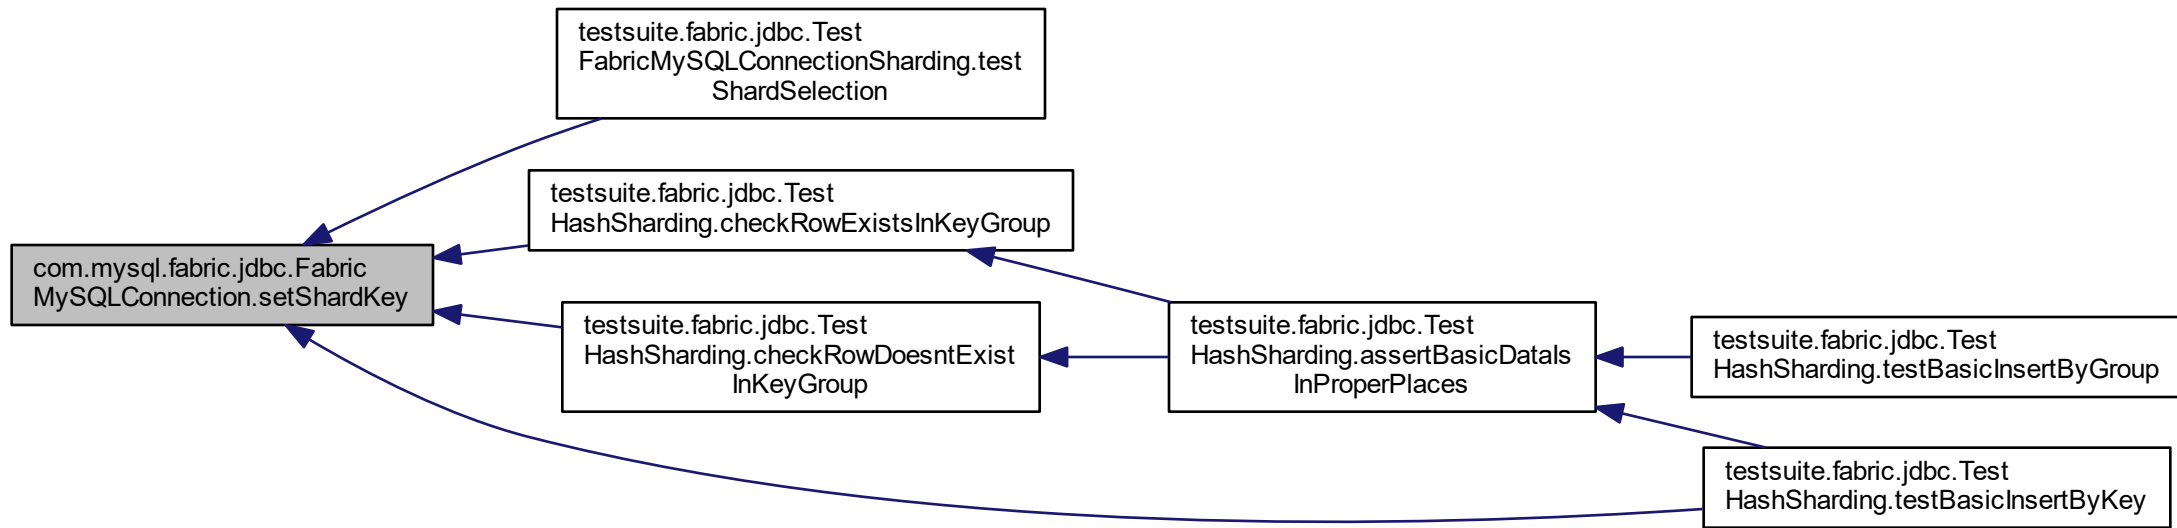 testsuite.fabric.jdbc.Test
FabricMySQLConnectionSharding.test
ShardSelection
testsuite.fabric.jdbc.Test
HashSharding.checkRowExistsInKeyGroup
com.mysql.fabric.jdbc.Fabric
MySQLConnection.setShardKey
testsuite.fabric.jdbc.Test
HashSharding.checkRowDoesntExist
InKeyGroup
testsuite.fabric.jdbc.Test
HashSharding.assertBasicDataIs
InProperPlaces
testsuite.fabric.jdbc.Test
HashSharding.testBasicInsertByGroup
testsuite.fabric.jdbc.Test
HashSharding.testBasicInsertByKey